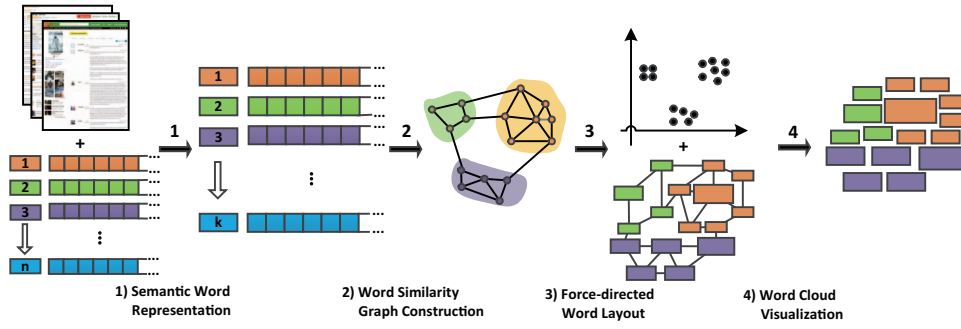 +
1
2
3
n
1
1
2
3
k
2
3
+
4
1) Semantic Word
Representation
2) Word Similarity
Graph Construction
3) Force-directed
Word Layout
4) Word Cloud
Visualization